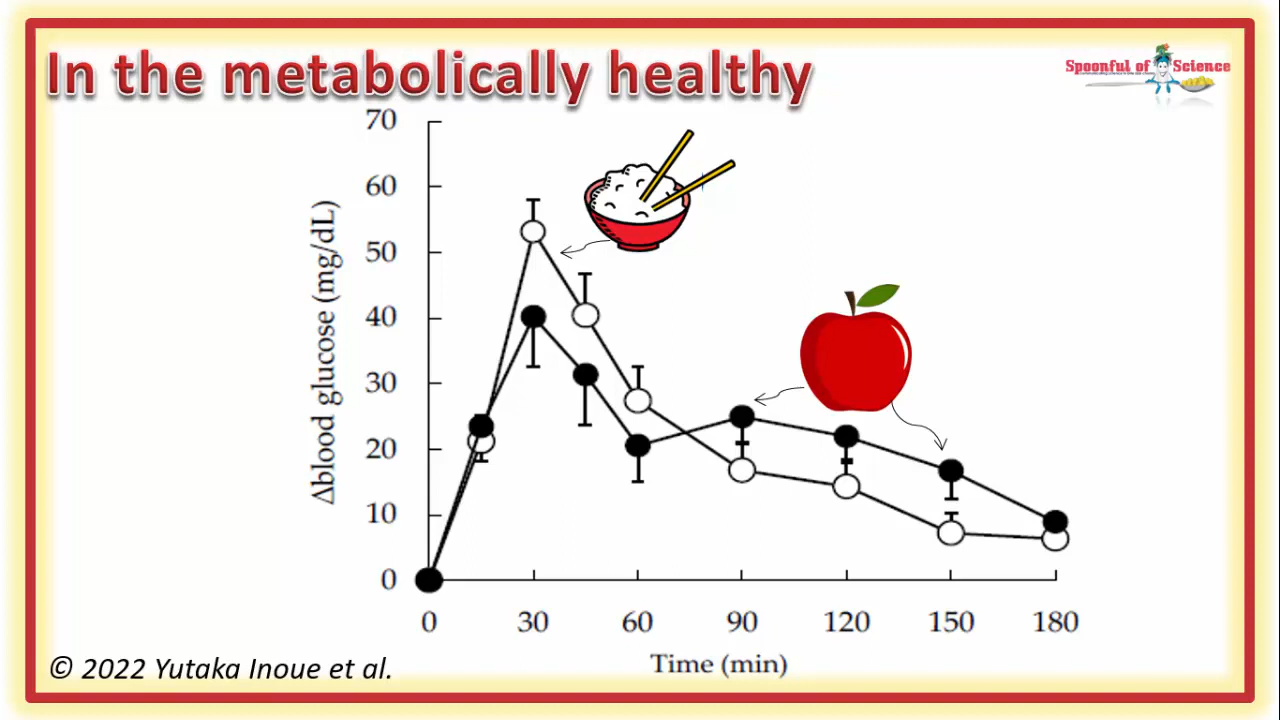 In the metabolically healthy
Spoonful of Science
70
60
50
40
30
20
10
0
Δblood glucose (mg/dL)
0 30 60 90 120 150 180
Time (min)
© 2022 Yutaka Inoue et al.